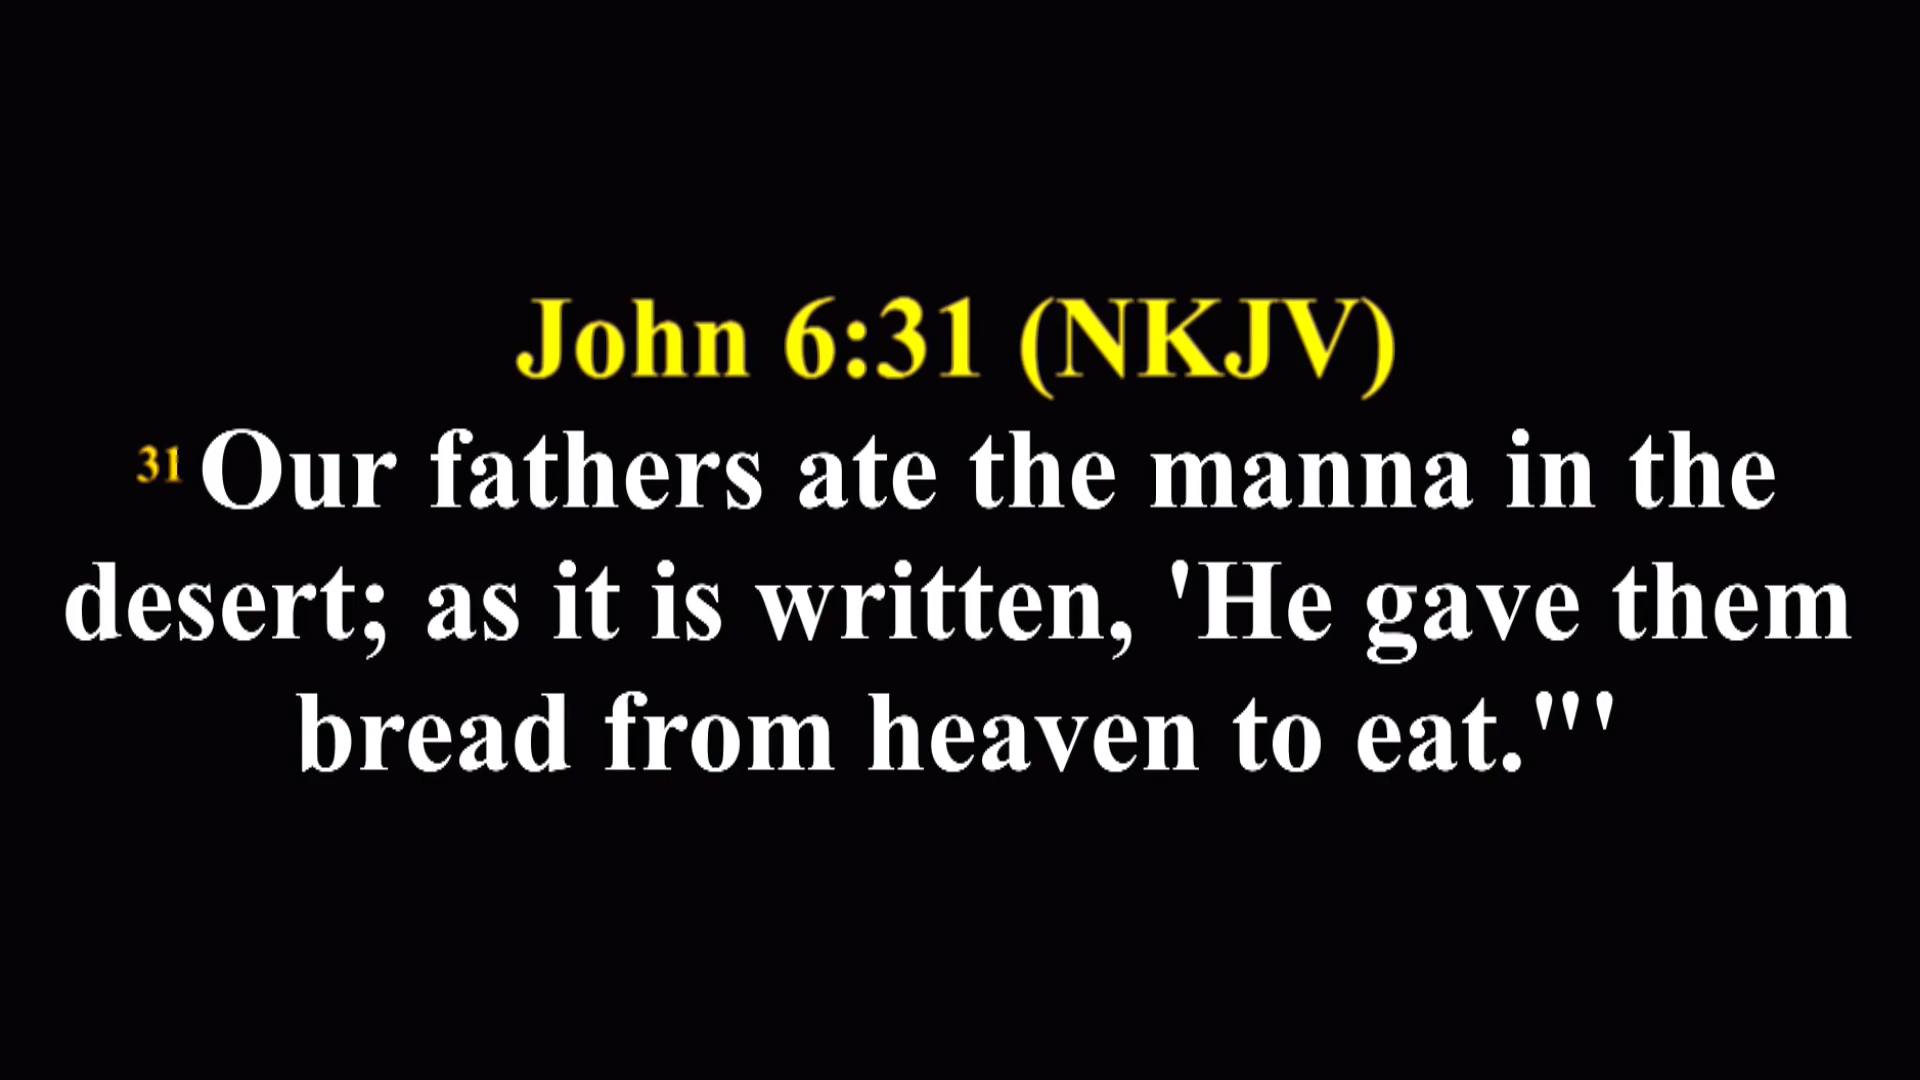 John 6:31 (NKJV)
31 Our fathers ate the manna in the
desert; as it is written, 'He gave them
bread from heaven to eat."'